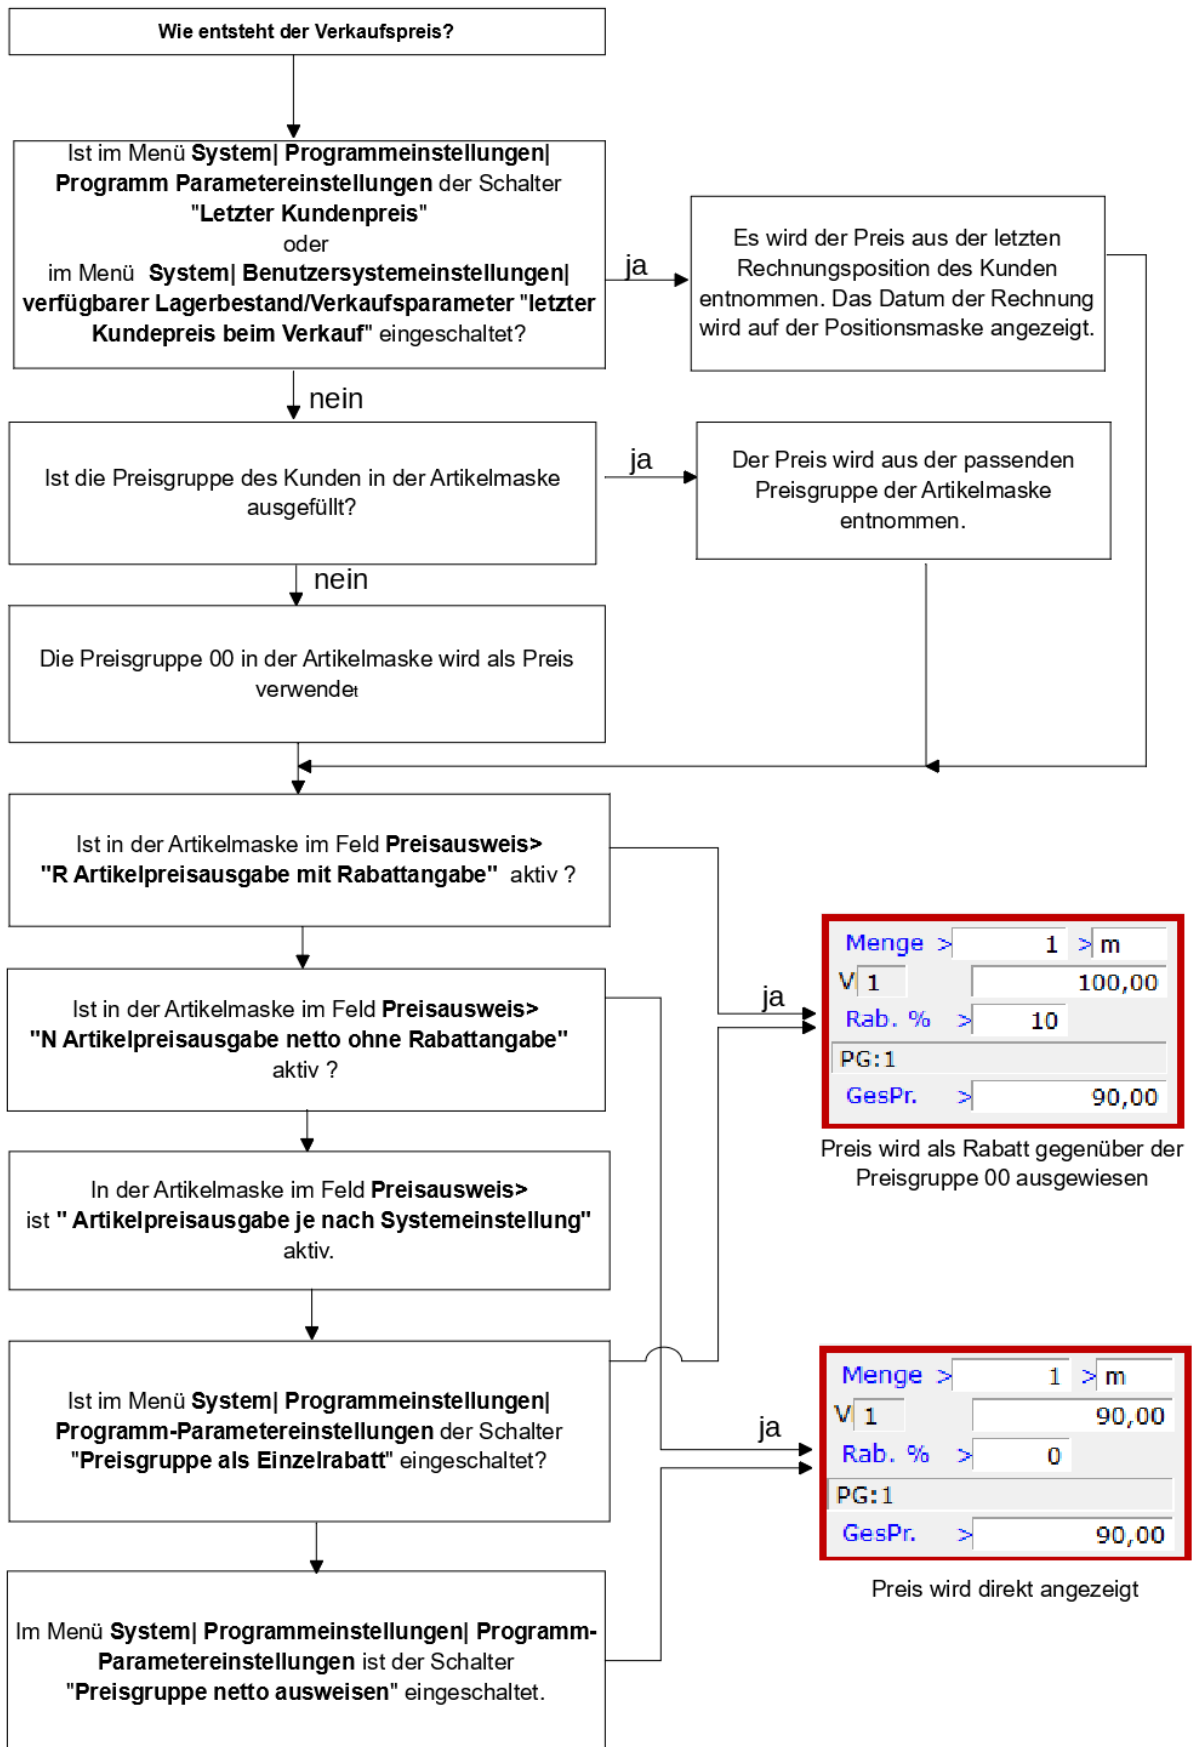 Wie entsteht der Verkaufspreis?
Ist im Menü System| Programmeinstellungen|
Programm Parametereinstellungen der Schalter
"Letzter Kundenpreis"
oder
im Menü System| Benutzersystemeinstellungen|
verfügbarer Lagerbestand/Verkaufsparameter "letzter
Kundepreis beim Verkauf" eingeschaltet?
ja
Es wird der Preis aus der letzten
Rechnungsposition des Kunden
entnommen. Das Datum der Rechnung
wird auf der Positionsmaske angezeigt.
nein
Ist die Preisgruppe des Kunden in der Artikelmaske
ausgefüllt?
ja
Der Preis wird aus der passenden
Preisgruppe der Artikelmaske
entnommen.
nein
Die Preisgruppe 00 in der Artikelmaske wird als Preis
verwendet
Ist in der Artikelmaske im Feld Preisausweis>
"R Artikelpreisausgabe mit Rabattangabe" aktiv ?
Ist in der Artikelmaske im Feld Preisausweis>
"N Artikelpreisausgabe netto ohne Rabattangabe"
aktiv ?
ja
Menge > 1 > m
V 1 100,00
Rab. % > 10
PG:1
GesPr. > 90,00
Preis wird als Rabatt gegenüber der
Preisgruppe 00 ausgewiesen
In der Artikelmaske im Feld Preisausweis>
ist " Artikelpreisausgabe je nach Systemeinstellung"
aktiv.
Ist im Menü System| Programmeinstellungen|
Programm-Parametereinstellungen der Schalter
"Preisgruppe als Einzelrabatt" eingeschaltet?
ja
Menge > 1 > m
V 1 90,00
Rab. % > 0
PG:1
GesPr. > 90,00
Preis wird direkt angezeigt
Im Menü System| Programmeinstellungen| Programm-
Parametereinstellungen ist der Schalter
"Preisgruppe netto ausweisen" eingeschaltet.